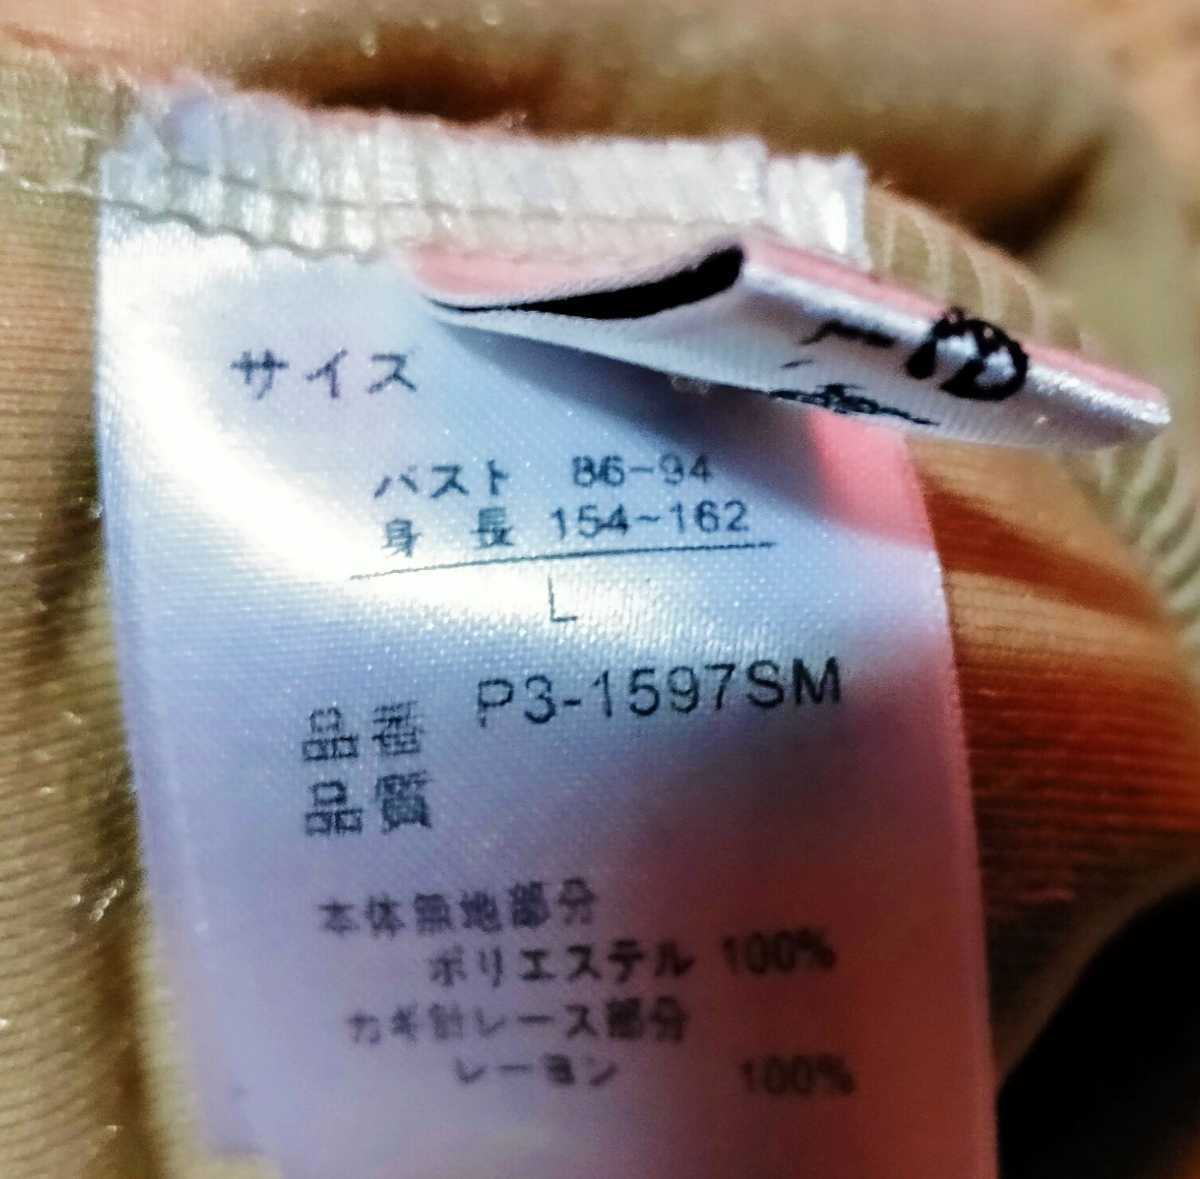 サイズ
バスト 86-94
身 長 154~162
L
品番 P3-1597SM
品質
本体無地部分
ポリエステル 100%
カギ針レース部分
レーヨン 100%